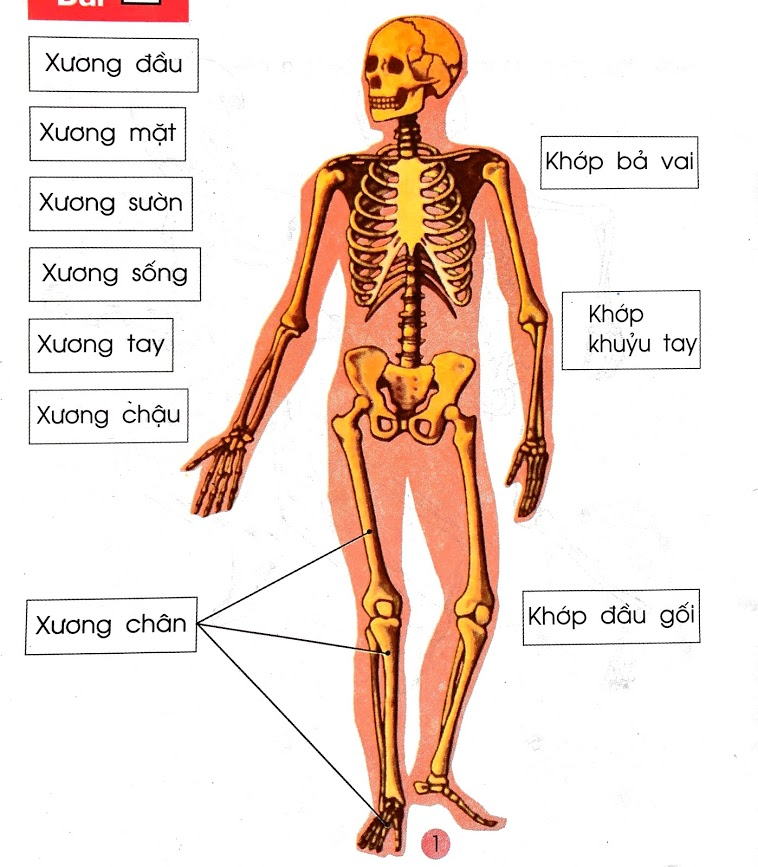 Bài
Xương đầu
Xương mặt
Xương sườn
Xương sống
Xương tay
Xương chậu
Xương chân
Khớp bả vai
Khớp
khuỷu tay
Khớp đầu gối
1